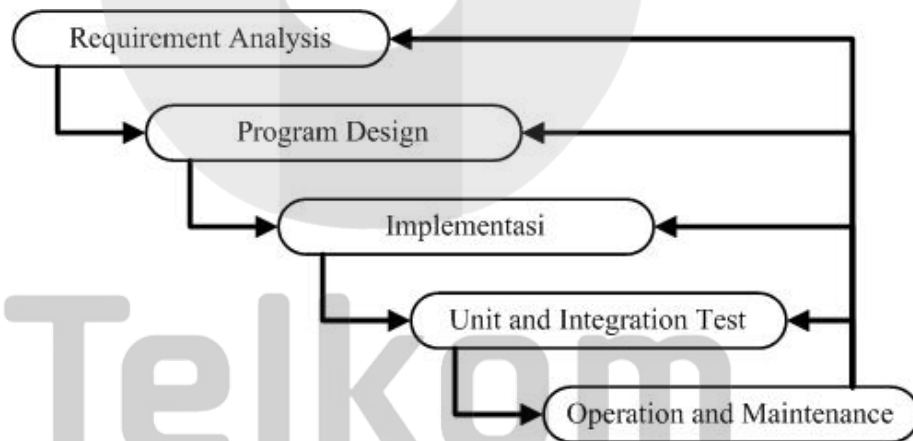 Requirement Analysis
Program Design
Implementasi
Unit and Integration Test
Telkom
Operation and Maintenance